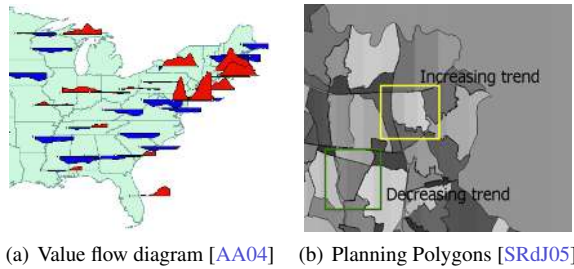 Increasing trend
Decreasing trend
(a) Value flow diagram [AA04]
(b) Planning Polygons [SRdJ05]